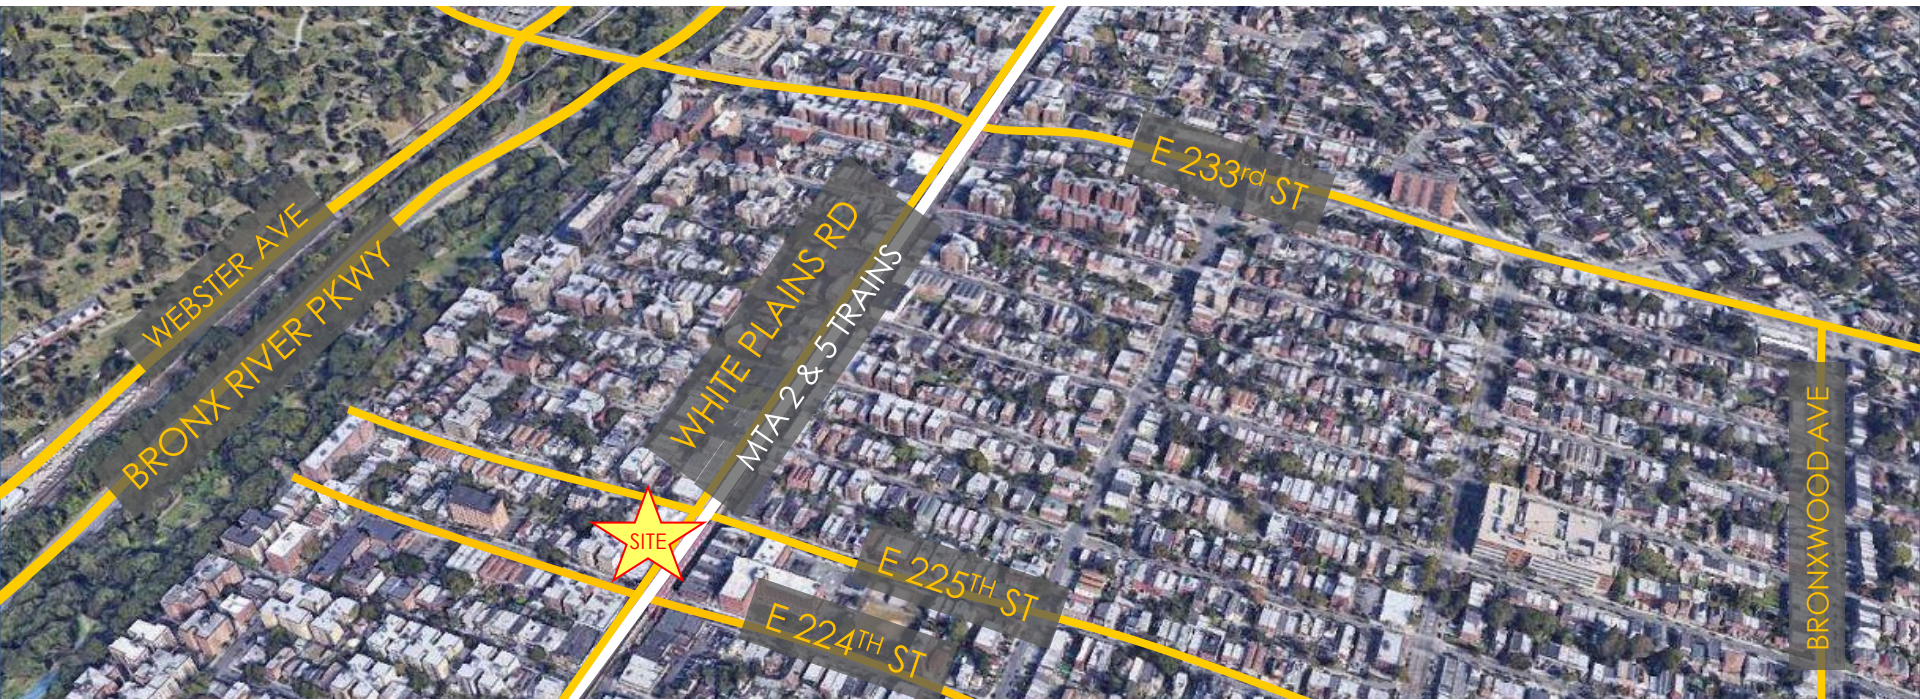 E 233rd ST
WEBSTER AVE
BRONX RIVER PKWY
WHITE PLAINS RD
MTA 2 & 5 TRAINS
BRONXWOOD AVE
SITE
E 225TH ST
E 224TH ST